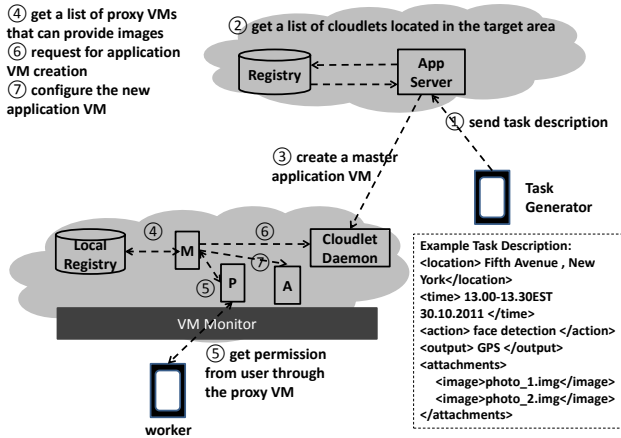 ④ get a list of proxy VMs
that can provide images
⑥ request for application
VM creation
⑦ configure the new
application VM
② get a list of cloudlets located in the target area
Registry
App
Server
① send task description
③ create a master
application VM
Task
Generator
④
⑥
Local
Registry
M
Cloudlet
Daemon
⑦
⑤
P
A
VM Monitor
⑤ get permission
from user through
the proxy VM
worker
Example Task Description:
<location> Fifth Avenue , New
York</location>
<time> 13.00-13.30EST
30.10.2011 </time>
<action> face detection </action>
<output> GPS </output>
<attachments>
<image>photo_1.img</image>
<image>photo_2.img</image>
</attachments>